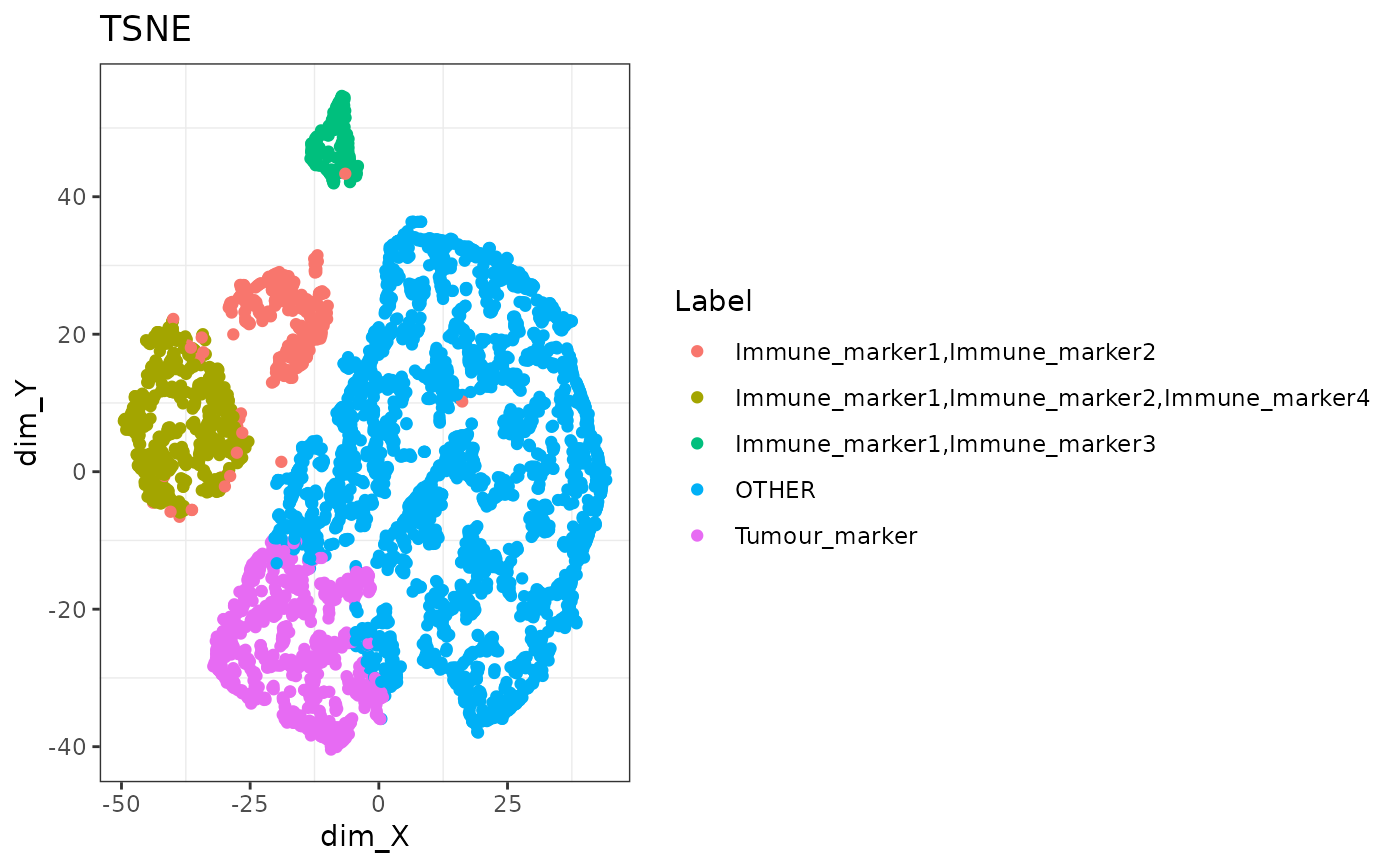 TSNE
40
20
0
-20
-40
dim_Y
-50 -25 0 25
dim_X
Label
Immune_marker1,Immune_marker2
Immune_marker1,Immune_marker2,Immune_marker4
Immune_marker1,Immune_marker3
OTHER
Tumour_marker